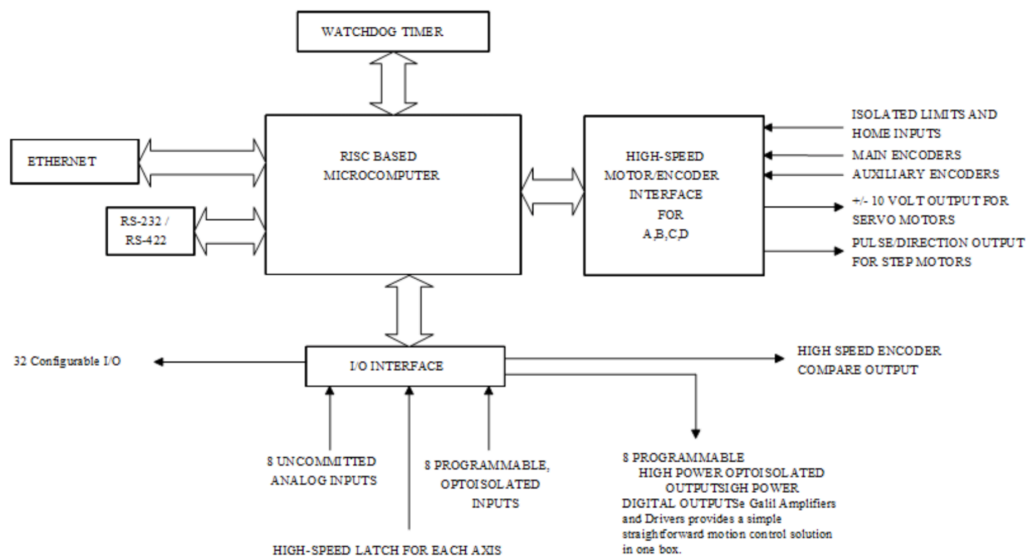 WATCHDOG TIMER
ETHERNET
RISC BASED
MICROCOMPUTER
RS-232 /
RS-422
HIGH-SPEED
MOTOR/ENCODER
INTERFACE
FOR
A,B,C,D
ISOLATED LIMITS AND
HOME INPUTS
MAIN ENCODERS
AUXILIARY ENCODERS
+/- 10 VOLT OUTPUT FOR
SERVO MOTORS
PULSE/DIRECTION OUTPUT
FOR STEP MOTORS
32 Configurable I/O
I/O INTERFACE
HIGH SPEED ENCODER
COMPARE OUTPUT
8 UNCOMMITTED
ANALOG INPUTS
8 PROGRAMMABLE,
OPTOISOLATED
INPUTS
HIGH-SPEED LATCH FOR EACH AXIS
8 PROGRAMMABLE
HIGH POWER OPTOISOLATED
OUTPUTSIGH POWER
DIGITAL OUTPUTSe Galil Amplifiers
and Drivers provides a simple
straightforward motion control solution
in one box.